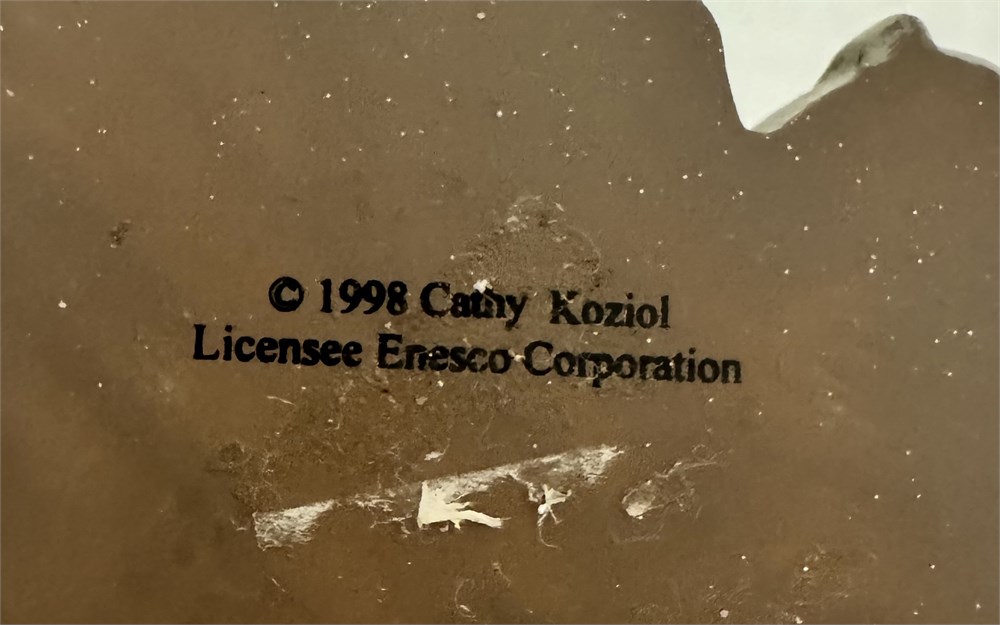 © 1998 Cathy Koziol
Licensee Enesco Corporation